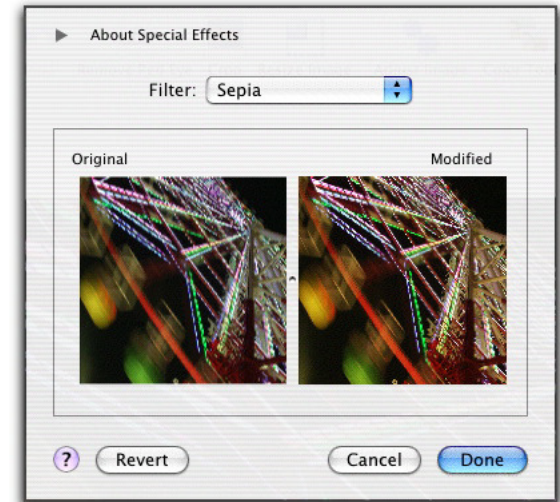 About Special Effects
Filter: Sepia
Original Modified
? Revert Cancel Done